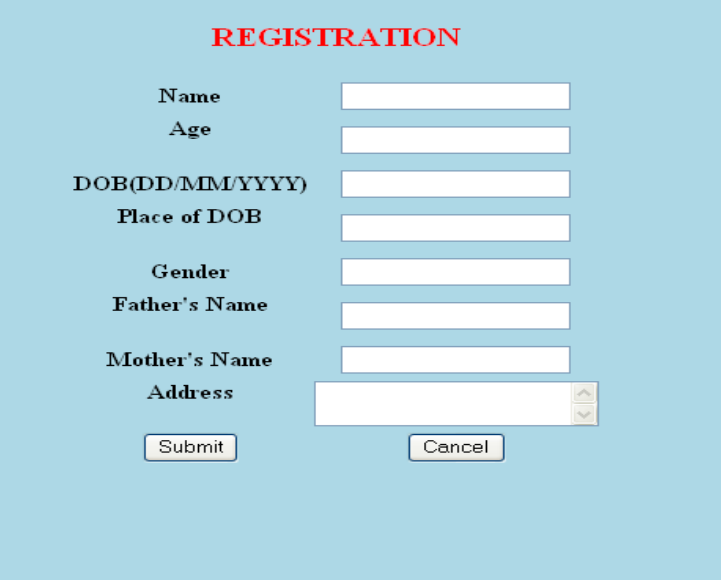 REGISTRATION
Name
Age
DOB(DD/MM/YYYY)
Place of DOB
Gender
Father's Name
Mother's Name
Address
Submit Cancel